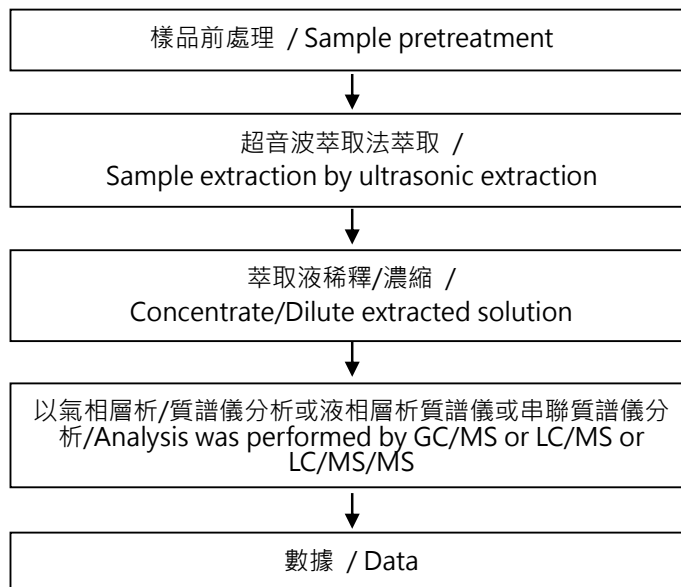 樣品前處理 / Sample pretreatment
超音波萃取法萃取 /
Sample extraction by ultrasonic extraction
萃取液稀釋/濃縮 /
Concentrate/Dilute extracted solution
以氣相層析/質譜儀分析或液相層析質譜儀或串聯質譜儀分
析/Analysis was performed by GC/MS or LC/MS or
LC/MS/MS
數據 / Data